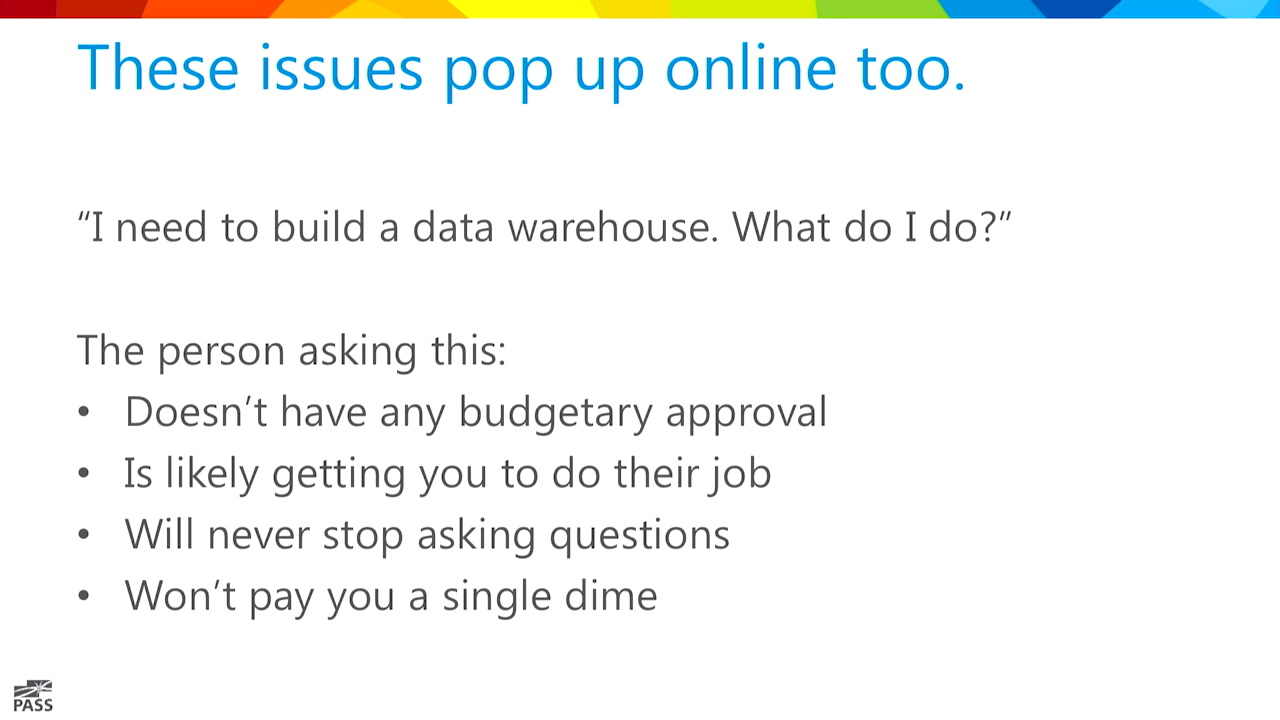 These issues pop up online too.
“I need to build a data warehouse. What do I do?”
The person asking this:
• Doesn’t have any budgetary approval
• Is likely getting you to do their job
• Will never stop asking questions
• Won’t pay you a single dime
PASS